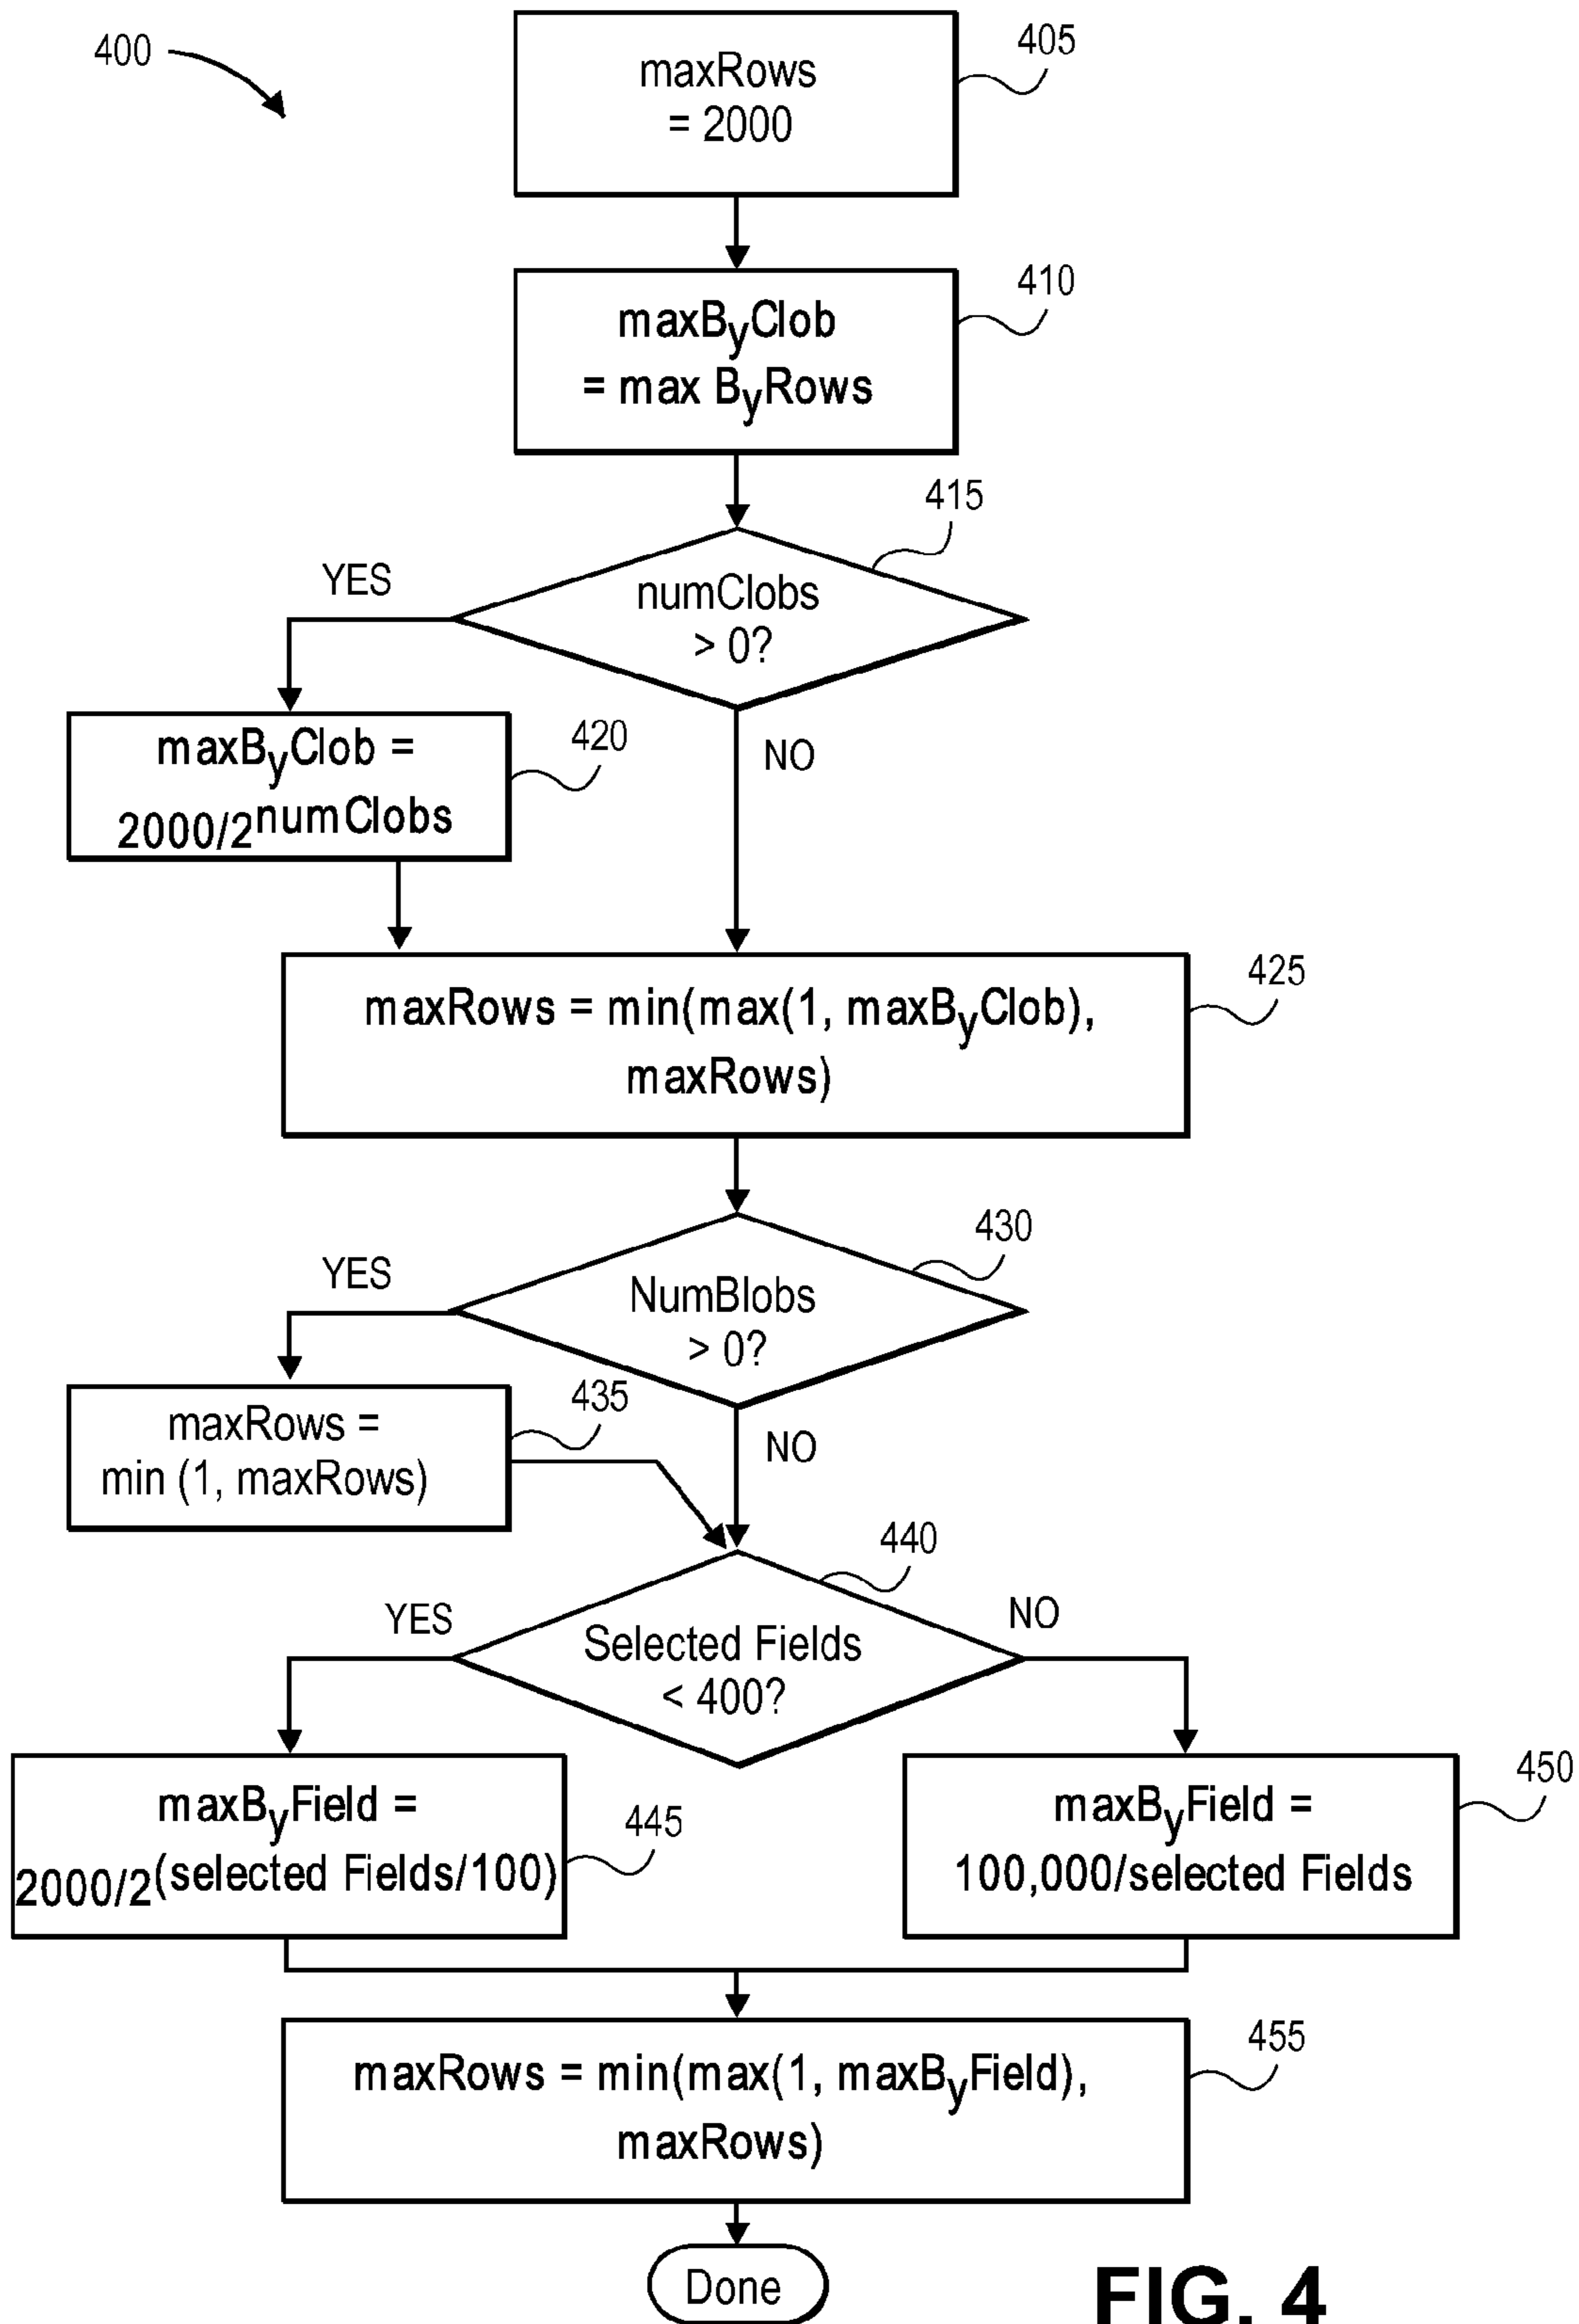 400
405
maxRows
= 2000
410
maxByClob
= max ByRows
415
YES
numClobs
> 0?
NO
420
maxByClob =
2000/2numClobs
425
maxRows = min(max(1, maxByClob),
maxRows)
430
YES
NumBlobs
> 0?
NO
435
maxRows =
min (1, maxRows)
440
YES
NO
Selected Fields
< 400?
445
maxByField =
2000/2(selected Fields/100)
450
maxByField =
100,000/selected Fields
455
maxRows = min(max(1, maxByField),
maxRows)
Done
FIG. 4